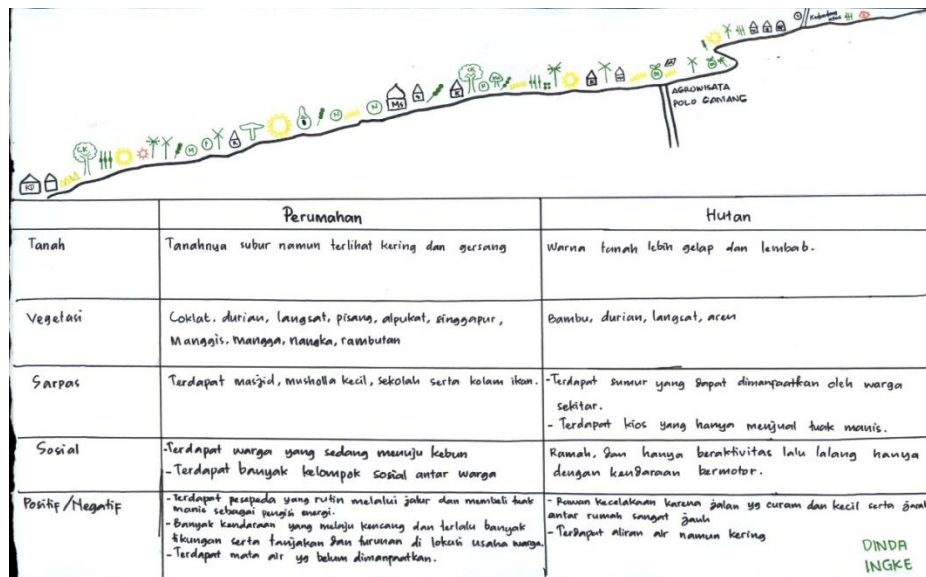 AGROWISATA
POLO GAMANG
KD
CK
Ms
Perumahan
Hutan
Tanah
Tanahnya subur namun terlihat kering dan gersang
Warna tanah lebih gelap dan lembab.
Vegetasi
Coklat, durian, langsat, pisang, alpukat, singgapur,
Manggis, mangga, nangka, rambutan
Bambu, durian, langsat, aren
Sarpas
Terdapat masjid, musholla kecil, sekolah serta kolam ikan.
- Terdapat sumur yang dapat dimanfaatkan oleh warga
sekitar.
- Terdapat kios yang hanya menjual tuak manis.
Sosial
- Terdapat warga yang sedang menuju kebun
- Terdapat banyak kelompok sosial antar warga
Ramah, dan hanya beraktivitas lalu lalang hanya
dengan kendaraan bermotor.
Positif/Negatif
- Terdapat pesepeda yang rutin melalui jalur dan membeli tuak
manis sebagai pengisi energi.
- Banyak kendaraan yang melaju kencang dan terlalu banyak
tikungan serta tanjakan dan turunan di lokasi usaha warga.
- Terdapat mata air yg belum dimanfaatkan.
- Rawan kecelakaan karena jalan yg curam dan kecil serta jarak
antar rumah sangat jauh
- Terdapat aliran air namun kering
DINDA
INGKE